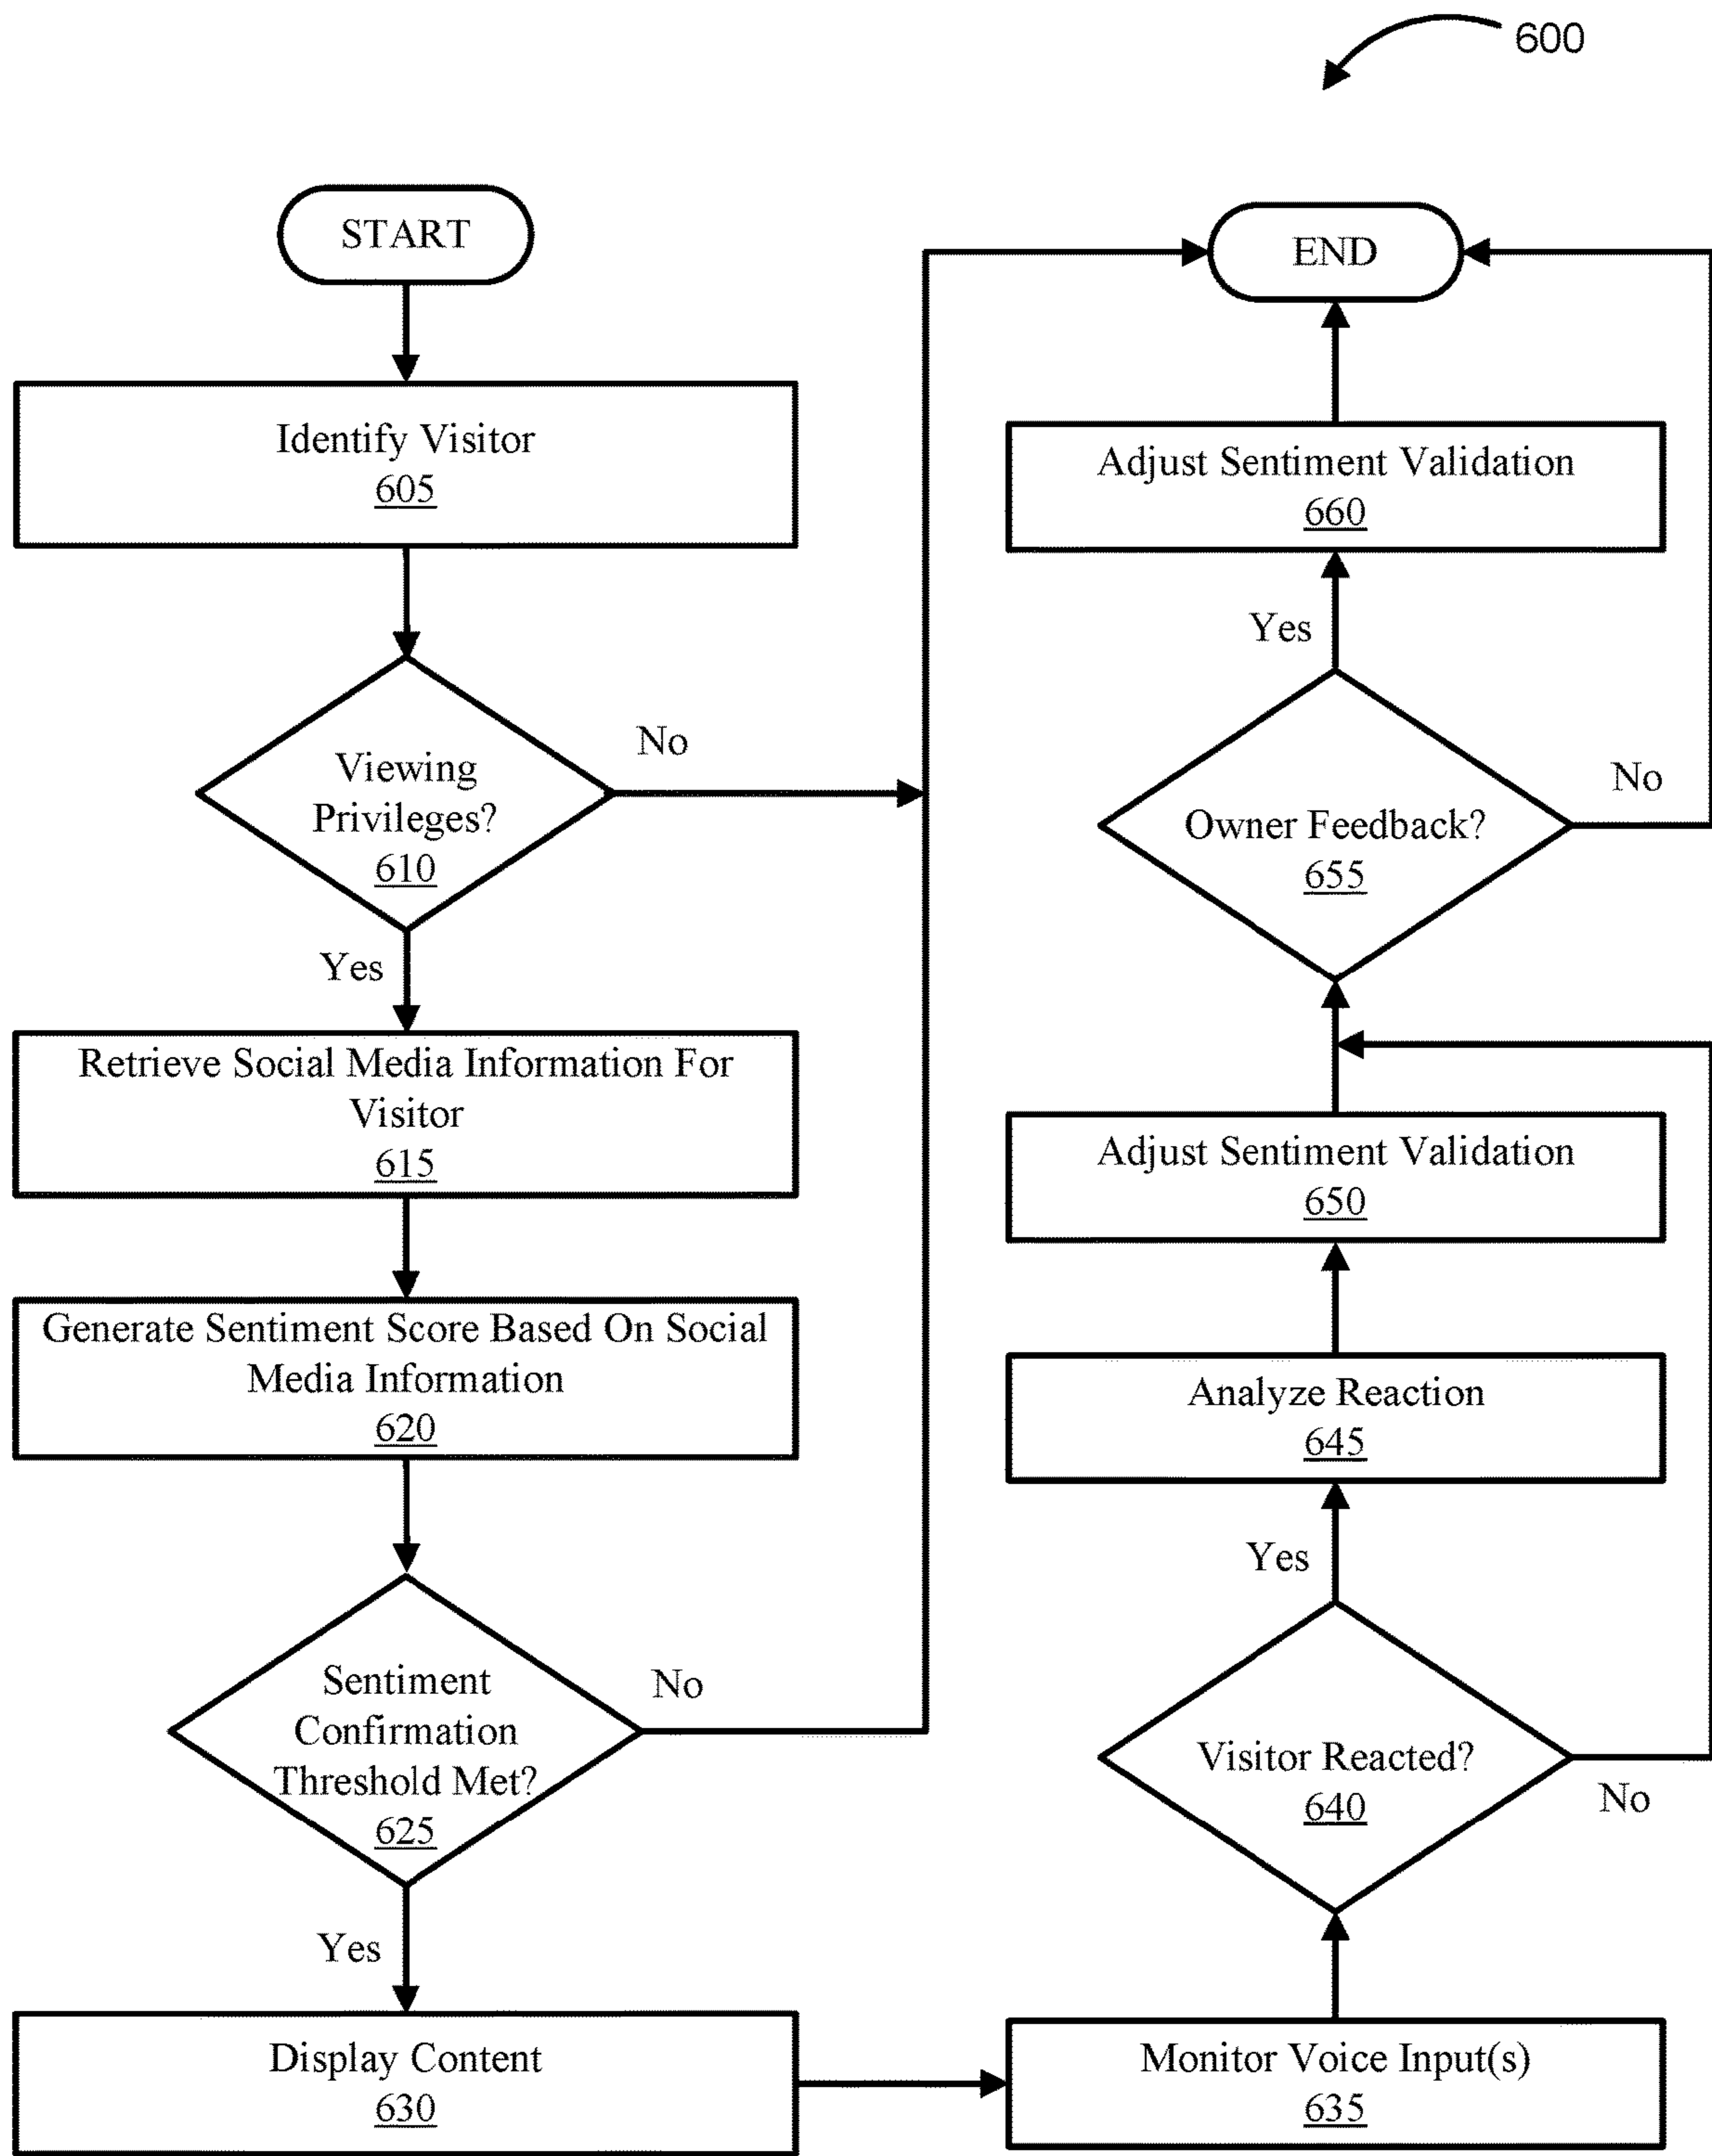 600
START
Identify Visitor
605
Viewing
Privileges?
610
No
Yes
Retrieve Social Media Information For
Visitor
615
Generate Sentiment Score Based On Social
Media Information
620
Sentiment
Confirmation
Threshold Met?
625
No
Yes
Display Content
630
Monitor Voice Input(s)
635
Visitor Reacted?
640
No
Yes
Analyze Reaction
645
Adjust Sentiment Validation
650
Owner Feedback?
655
No
Yes
Adjust Sentiment Validation
660
END